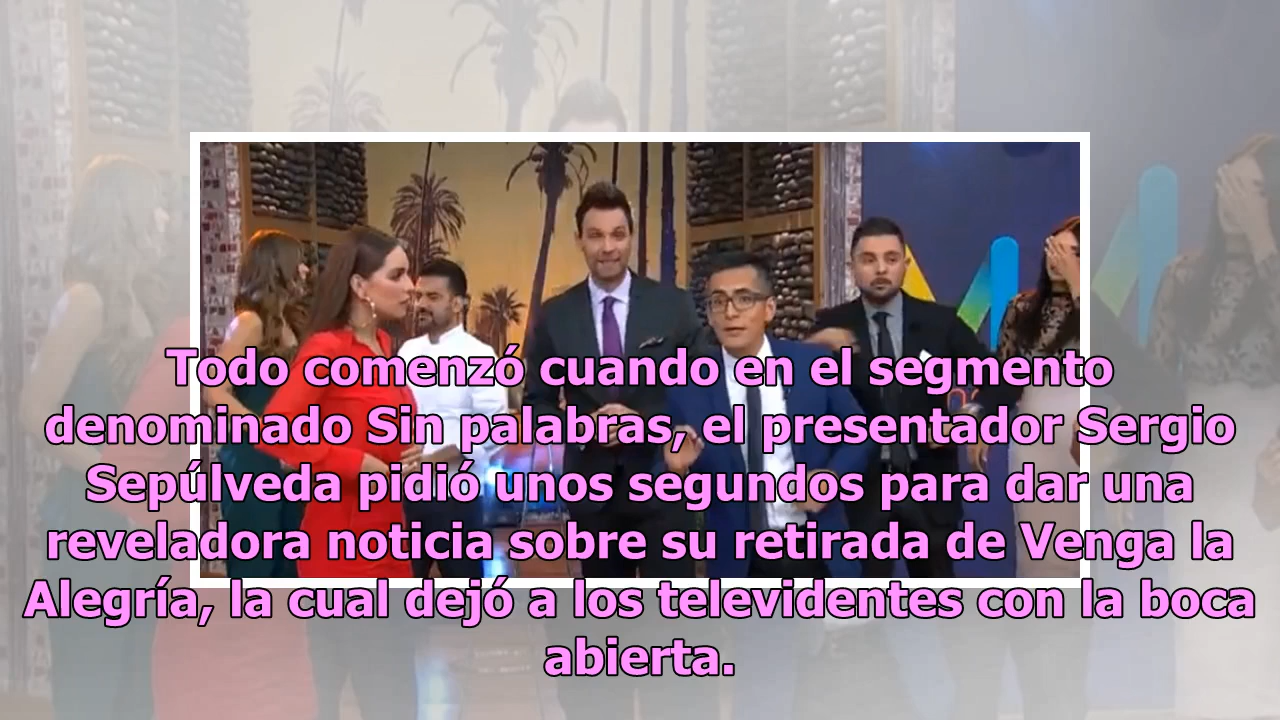 Todo comenzó cuando en el segmento
denominado Sin palabras, el presentador Sergio
Sepúlveda pidió unos segundos para dar una
reveladora noticia sobre su retirada de Venga la
Alegría, la cual dejó a los televidentes con la boca
abierta.